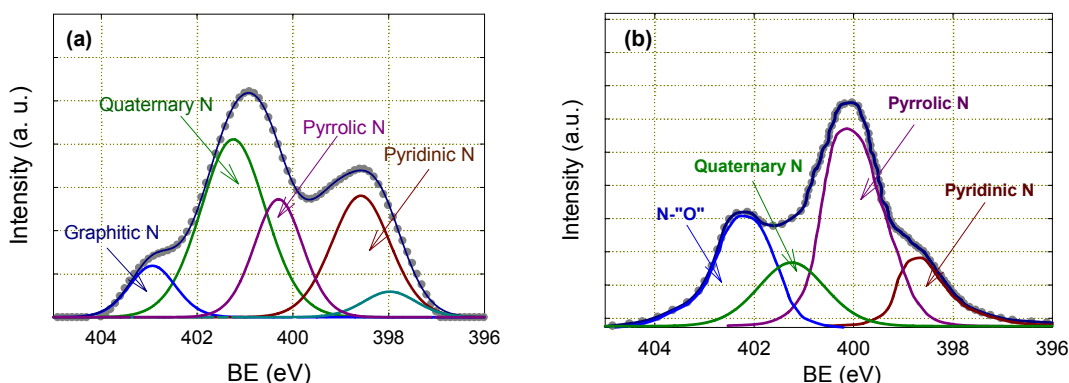 (a)
Quaternary N
Pyrrolic N
Pyridinic N
Graphitic N
Intensity (a. u.)
404
402
400
398
396
BE (eV)
(b)
Pyrrolic N
Quaternary N
Pyridinic N
N-"O"
Intensity (a.u.)
404
402
400
398
396
BE (eV)